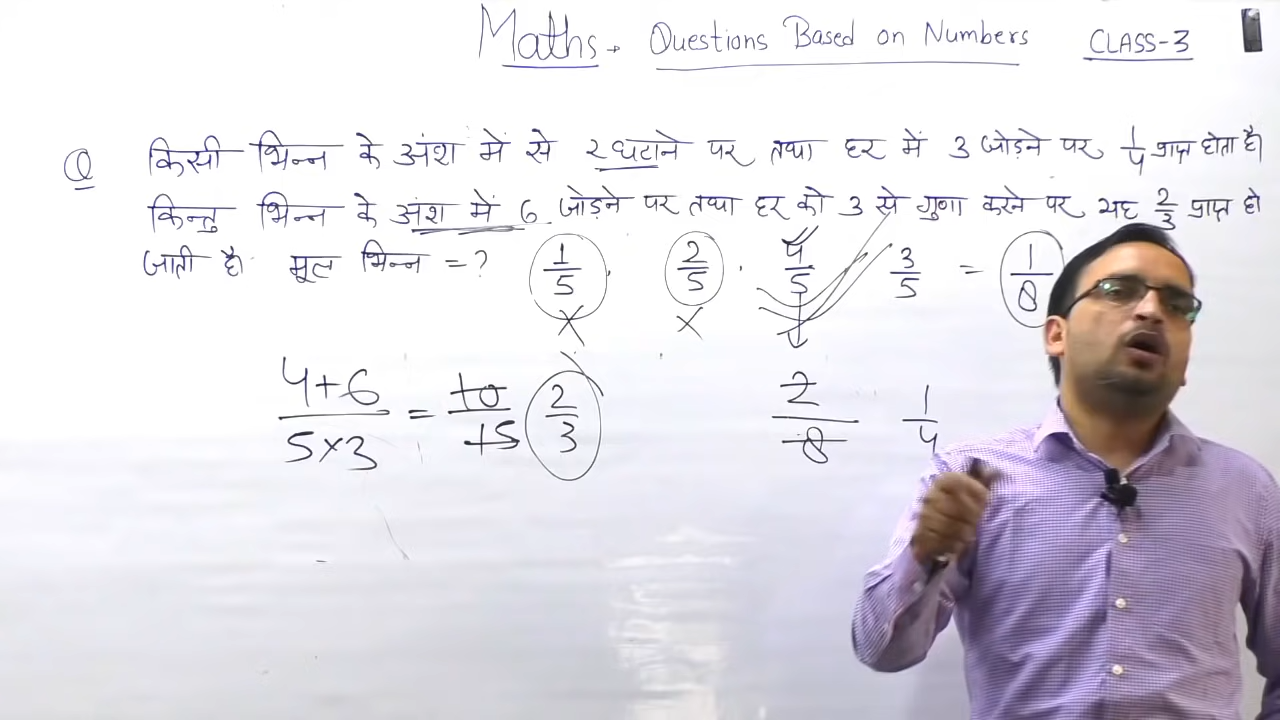 Maths. Questions Based on Numbers CLASS-3
Q किसी भिन्न के अंश में से 2 घटाने पर तथा हर में 3 जोड़ने पर 1/4 प्राप्त होता है।
किन्तु भिन्न के अंश में 6 जोड़ने पर तथा हर को 3 से गुणा करने पर यह 2/3 प्राप्त हो
जाती है। मूल भिन्न = ? 1/5 . 2/5 . 4/5 3/5 = 1/8
X X
4+6/5×3 = 10/15 2/3 2/8 1/4